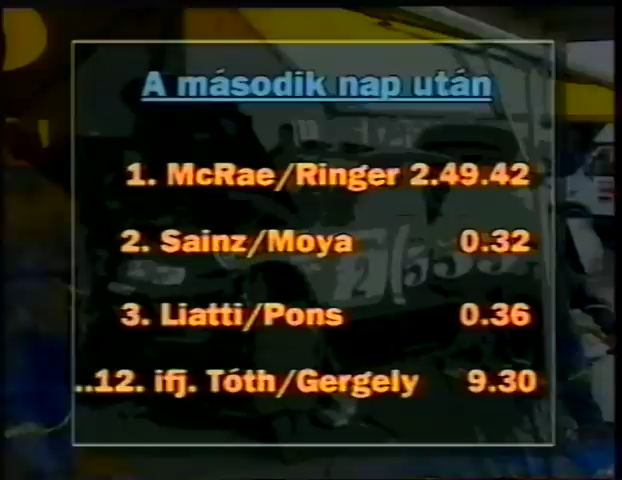 A második nap után
1. McRae/Ringer 2.49.42
2. Sainz/Moya 0.32
3. Liatti/Pons 0.36
..12. ifj. Tóth/Gergely 9.30
555